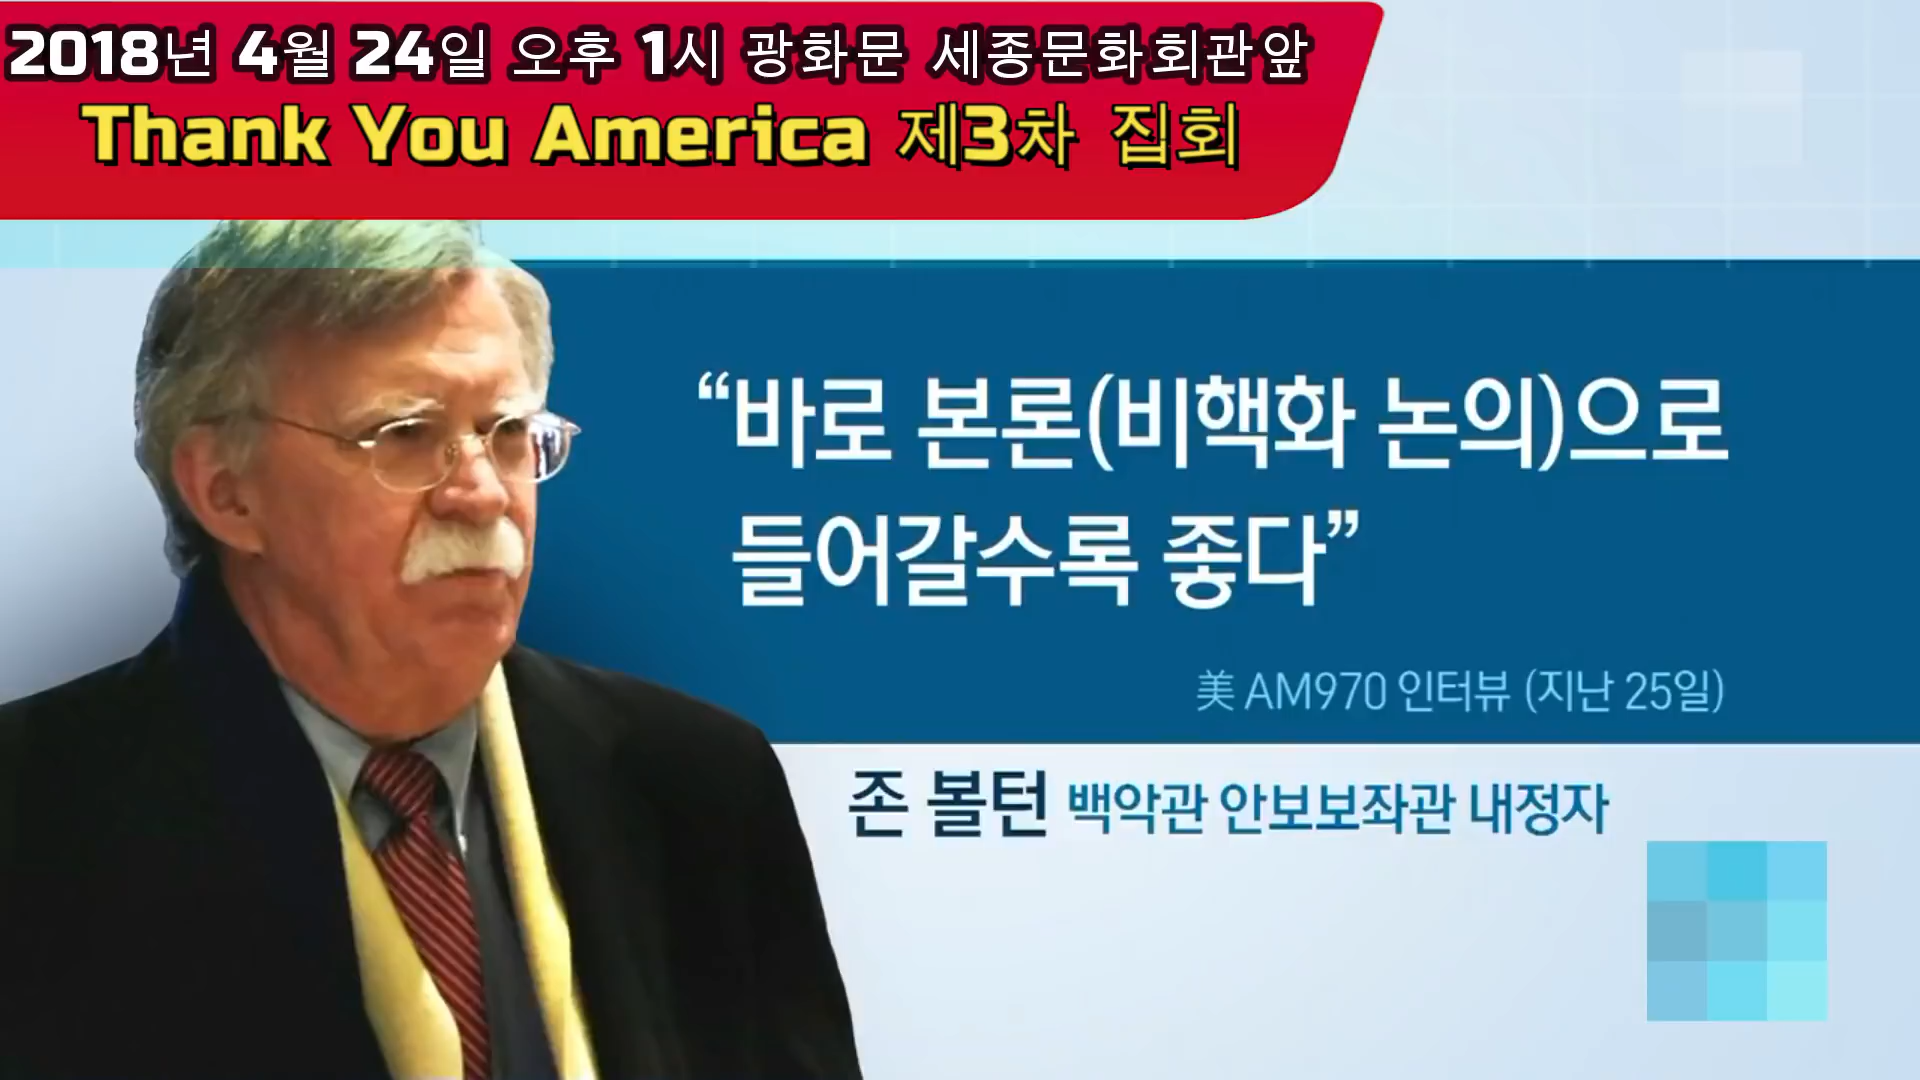 2018년 4월 24일 오후 1시 광화문 세종문화회관앞
Thank You America 제3차 집회
“바로 본론(비핵화 논의)으로
들어갈수록 좋다”
美 AM970 인터뷰 (지난 25일)
존 볼턴 백악관 안보보좌관 내정자